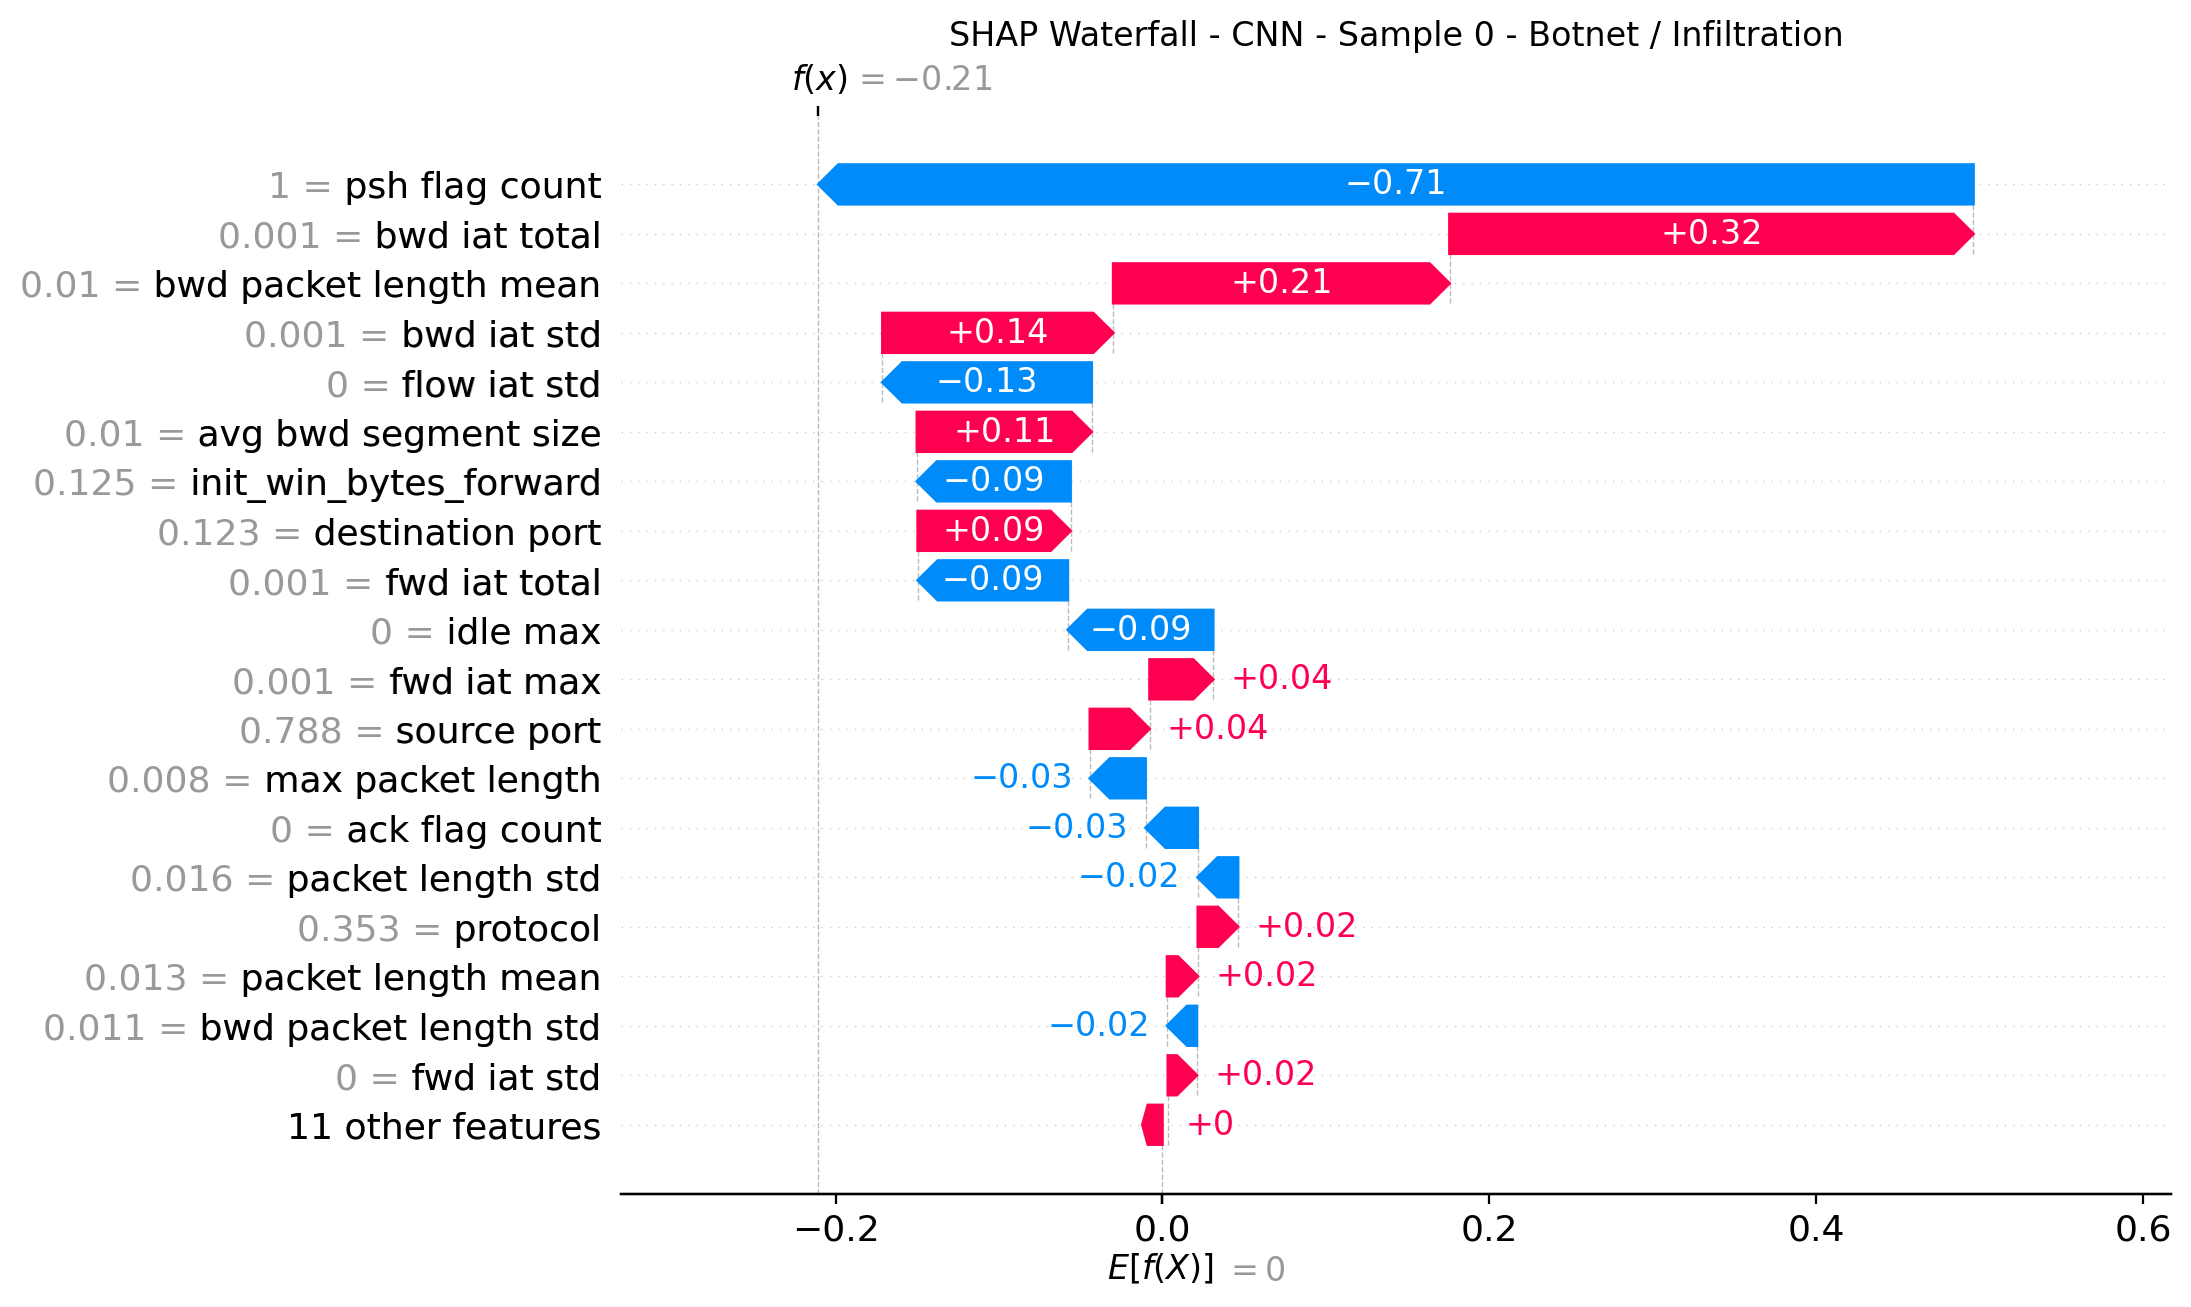 SHAP Waterfall - CNN - Sample 0 - Botnet / Infiltration
f(x) = −0.21
1 = psh flag count −0.71
0.001 = bwd iat total +0.32
0.01 = bwd packet length mean +0.21
0.001 = bwd iat std +0.14
0 = flow iat std −0.13
0.01 = avg bwd segment size +0.11
0.125 = init_win_bytes_forward −0.09
0.123 = destination port +0.09
0.001 = fwd iat total −0.09
0 = idle max −0.09
0.001 = fwd iat max +0.04
0.788 = source port +0.04
0.008 = max packet length −0.03
0 = ack flag count −0.03
0.016 = packet length std −0.02
0.353 = protocol +0.02
0.013 = packet length mean +0.02
0.011 = bwd packet length std −0.02
0 = fwd iat std +0.02
11 other features +0
−0.2 0.0 0.2 0.4 0.6
E[f(X)] = 0